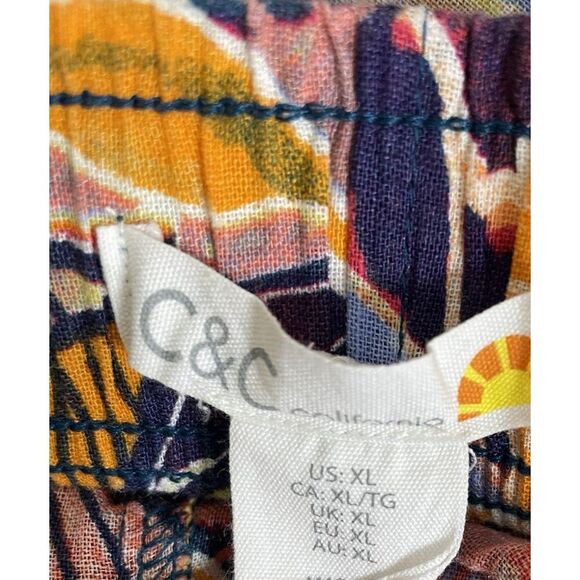 C&C california
US: XL
CA: XL/TG
UK: XL
EU: XL
AU: XL